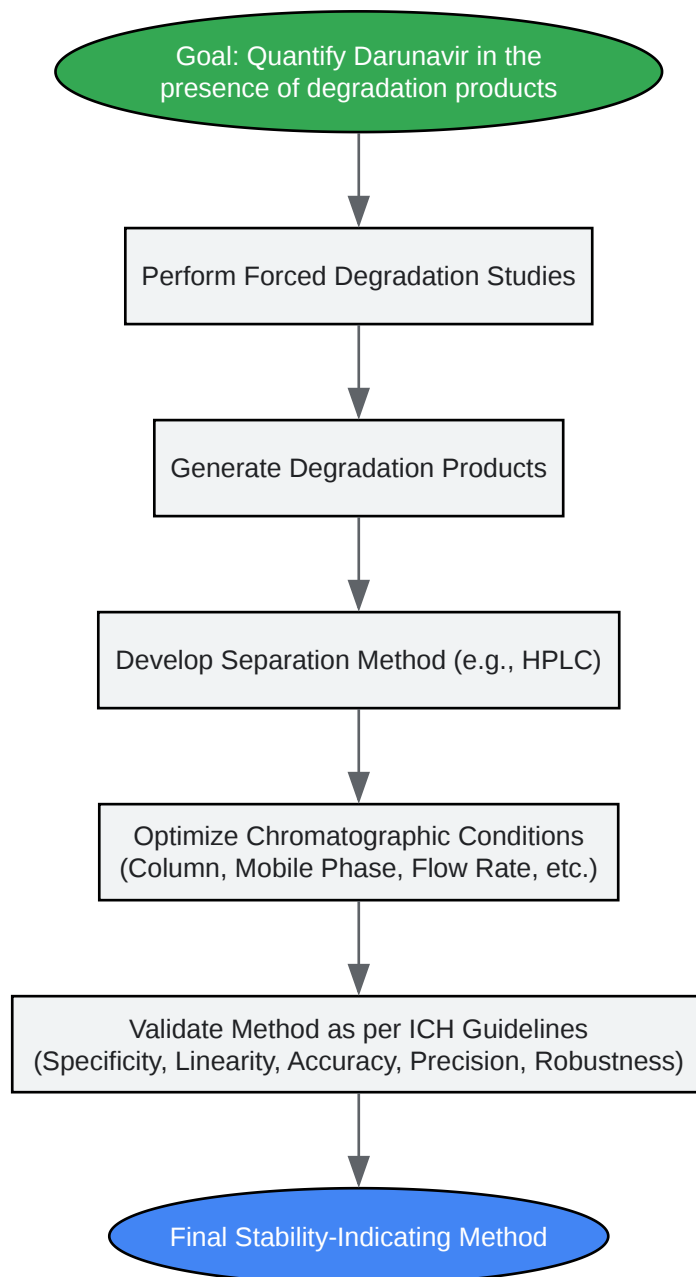 Goal: Quantify Darunavir in the
presence of degradation products
Perform Forced Degradation Studies
Generate Degradation Products
Develop Separation Method (e.g., HPLC)
Optimize Chromatographic Conditions
(Column, Mobile Phase, Flow Rate, etc.)
Validate Method as per ICH Guidelines
(Specificity, Linearity, Accuracy, Precision, Robustness)
Final Stability-Indicating Method